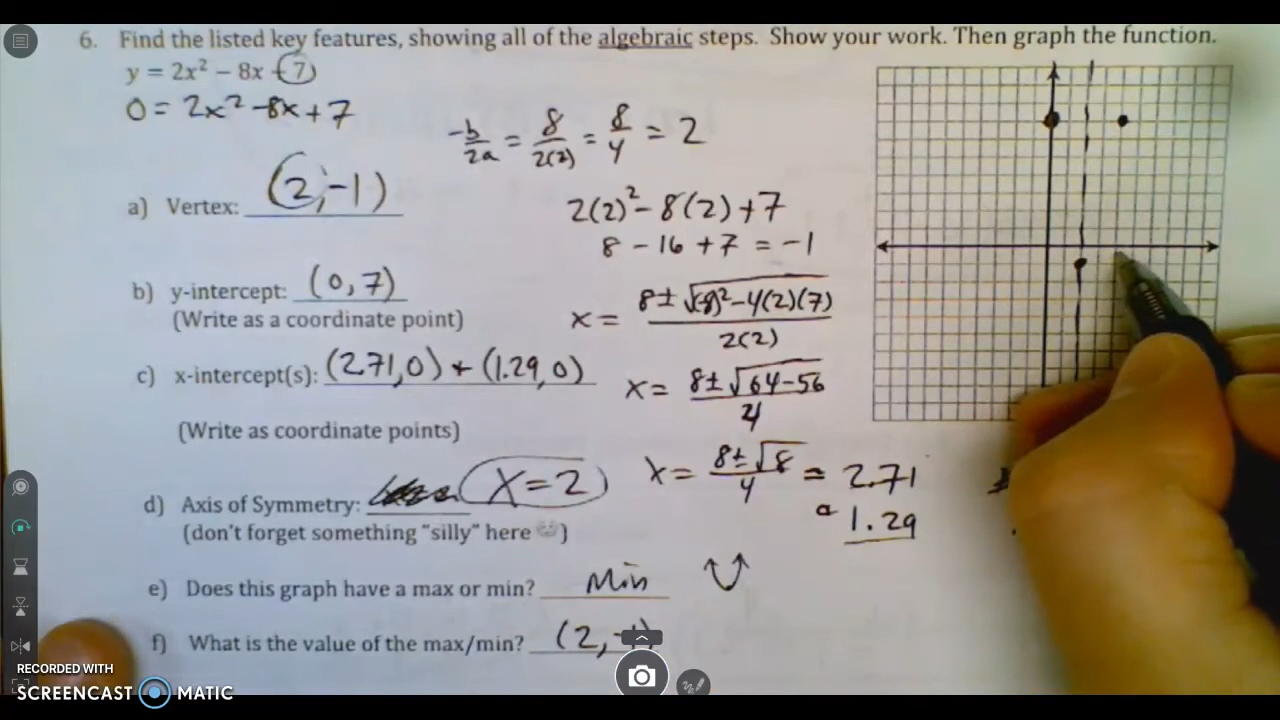 6. Find the listed key features, showing all of the algebraic steps. Show your work. Then graph the function.
y = 2x² − 8x + 7
0 = 2x² -8x + 7
-b/2a = 8/2(2) = 8/4 = 2
a) Vertex: (2, -1)
2(2)² - 8(2) + 7
8 - 16 + 7 = -1
b) y-intercept: (0, 7)
(Write as a coordinate point)
x = 8 ± √(-8)² - 4(2)(7) / 2(2)
c) x-intercept(s): (2.71, 0) + (1.29, 0)
x = 8 ± √64-56 / 4
(Write as coordinate points)
x = 8 ± √8 / 4 = 2.71
1.29
d) Axis of Symmetry: X = 2
(don't forget something "silly" here ☺)
e) Does this graph have a max or min? Min
f) What is the value of the max/min? (2, -1)
RECORDED WITH
SCREENCAST MATIC